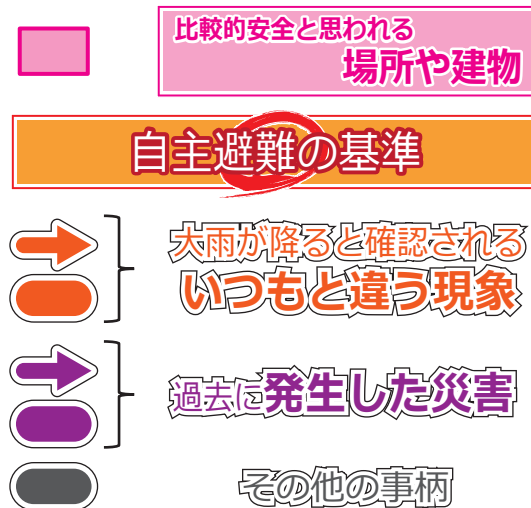 比較的安全と思われる
場所や建物
自主避難の基準
大雨が降ると確認される
いつもと違う現象
過去に発生した災害
その他の事柄